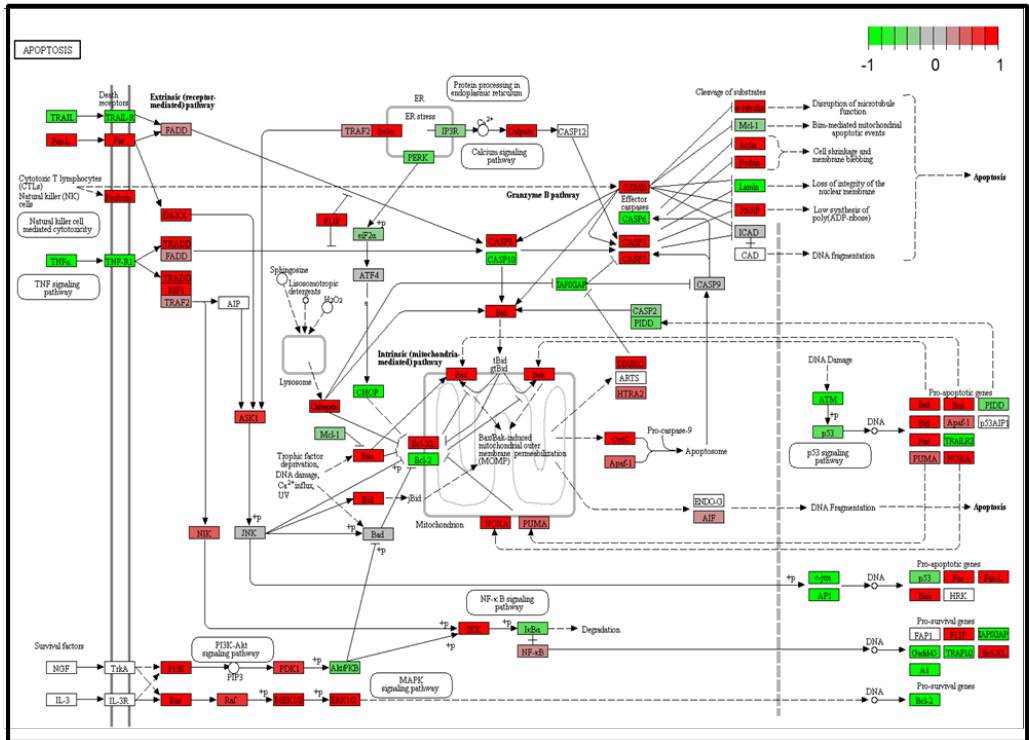 APOPTOSIS
-1 0 1
Protein processing in
endoplasmic reticulum
ER
ER stress
Death
receptors
Extrinsic (receptor-
mediated) pathway
Cleavage of substrates
TRAIL
TRAIL-R
FADD
TRAF2
Ire1α
IP3R
Ca2+
Calpain
CASP12
α-tubulin
Disruption of microtubule
function
Mcl-1
Bim-mediated mitochondrial
apoptotic events
Fas-L
Fas
PERK
Calcium signaling
pathway
Actin
Fodrin
Cell shrinkage and
membrane blebbing
Apoptosis
Cytotoxic T lymphocytes
(CTLs)
Natural killer (NK)
cells
Perforin
Granzyme B pathway
GZMB
Effector
caspases
Lamin
Loss of integrity of the
nuclear membrane
Natural killer cell
mediated cytotoxicity
DAXX
FLIP
+p
eIF2α
CASP6
PARP
Low synthesis of
poly(ADP-ribose)
TRADD
FADD
CASP8
CASP10
CASP3
CASP7
ICAD
CAD
DNA fragmentation
TNFα
TNF-R1
TNF signaling
pathway
TRADD
RIP1
TRAF2
AIP
Sphingosine
Lisosomotropic
detergents
H2O2
ATF4
IAP/XIAP
CASP9
Bid
CASP2
PIDD
Lysosome
Intrinsic (mitochondria-
mediated) pathway
tBid
gtBid
Bax
Bak
DIABLO
ARTS
HTRA2
DNA Damage
Pro-apoptotic genes
CHOP
Cathepsin
ASK1
ATM
+p
p53
DNA
Bak
Bax
PIDD
Bid
Apaf-1
p53AIP1
Fas
TRAILR2
PUMA
NOXA
p53 signaling
pathway
Mcl-1
Bim
Bcl-XL
Bcl-2
Bax/Bak-induced
mitochondrial outer
membrane permeabilization
(MOMP)
CytC
Apaf-1
Pro-caspase-9
Apoptosome
Trophic factor
deprivation,
DNA damage,
Ca2+influx,
UV
+p
Bid
jBid
ENDO-G
AIF
DNA Fragmentation
Apoptosis
NIK
+p
JNK
+p
Bad
+p
Mitochondrion
NOXA
PUMA
Pro-apoptotic genes
+p
c-jun
AP1
DNA
p53
Fas
Fas-L
Bim
HRK
NF-κB signaling
pathway
+p
IKK
+p
IκBα
Degradation
NF-κB
Pro-survival genes
DNA
FAP1
FLIP
IAP/XIAP
Gadd45
TRAF1/2
Bcl-XL
A1
Survival factors
NGF
TrkA
PI3K-Akt
signaling pathway
PI3K
PIP3
PDK1
+p
Akt/PKB
MAPK
signaling pathway
IL-3
IL-3R
Ras
Raf
+p
MEK1/2
+p
ERK1/2
Pro-survival genes
DNA
Bcl-2